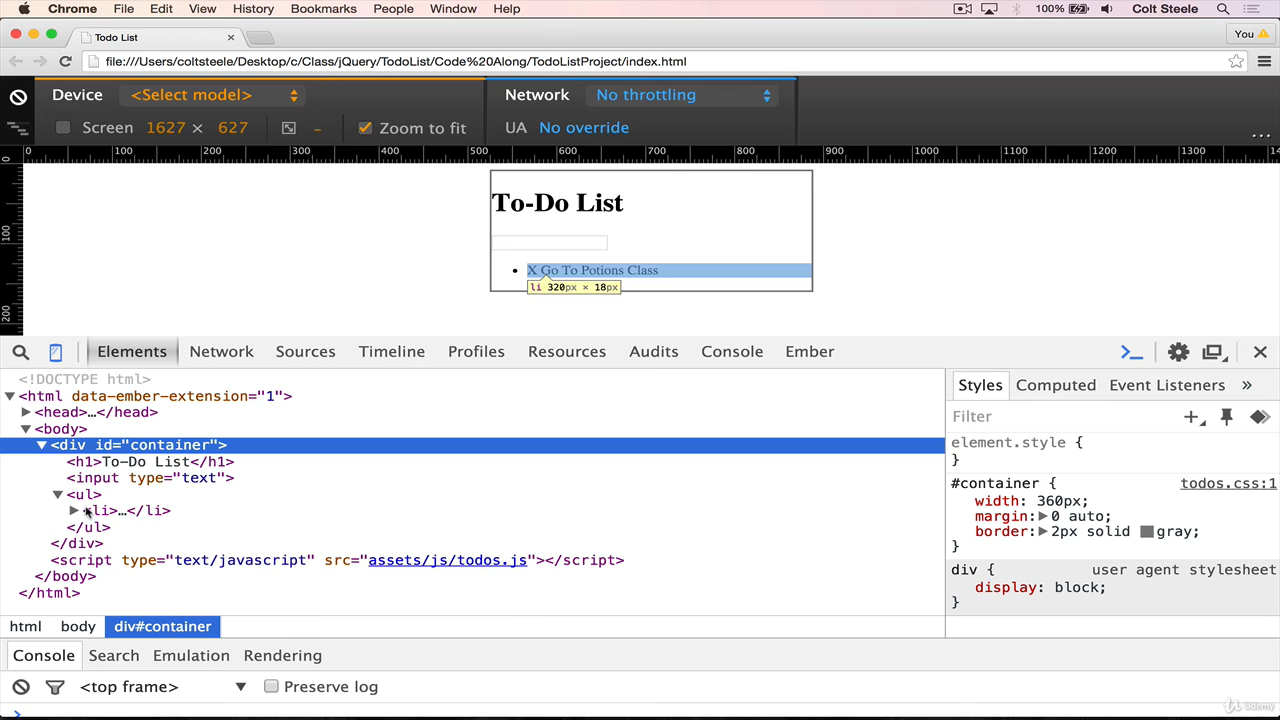 Chrome File Edit View History Bookmarks People Window Help 100% Colt Steele
Todo List × You
file:///Users/coltsteele/Desktop/c/Class/jQuery/TodoList/Code%20Along/TodoListProject/index.html
Device <Select model> Network No throttling
Screen 1627 × 627 – Zoom to fit UA No override ...
0 100 200 300 400 500 600 700 800 900 1000 1100 1200 1300 14
0
100
200
To-Do List
• X Go To Potions Class
li 320px × 18px
Elements Network Sources Timeline Profiles Resources Audits Console Ember
<!DOCTYPE html>
<html data-ember-extension="1">
<head>…</head>
<body>
<div id="container">
<h1>To-Do List</h1>
<input type="text">
<ul>
<li>…</li>
</ul>
</div>
<script type="text/javascript" src="assets/js/todos.js"></script>
</body>
</html>
Styles Computed Event Listeners »
Filter
element.style {
}
#container { todos.css:1
width: 360px;
margin: 0 auto;
border: 2px solid gray;
}
div { user agent stylesheet
display: block;
}
html body div#container
Console Search Emulation Rendering
<top frame> Preserve log
>
Udemy